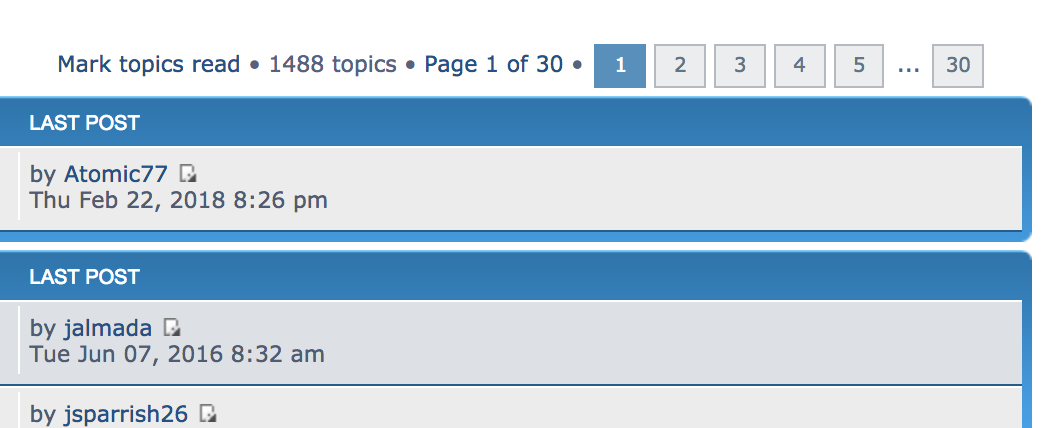 Mark topics read • 1488 topics • Page 1 of 30 • 1 2 3 4 5 ... 30
LAST POST
by Atomic77
Thu Feb 22, 2018 8:26 pm
LAST POST
by jalmada
Tue Jun 07, 2016 8:32 am
by jsparrish26